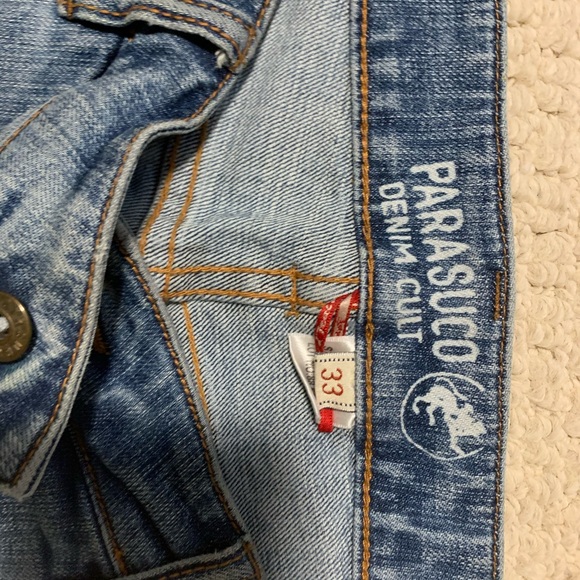 PARASUCO
DENIM CULT
33